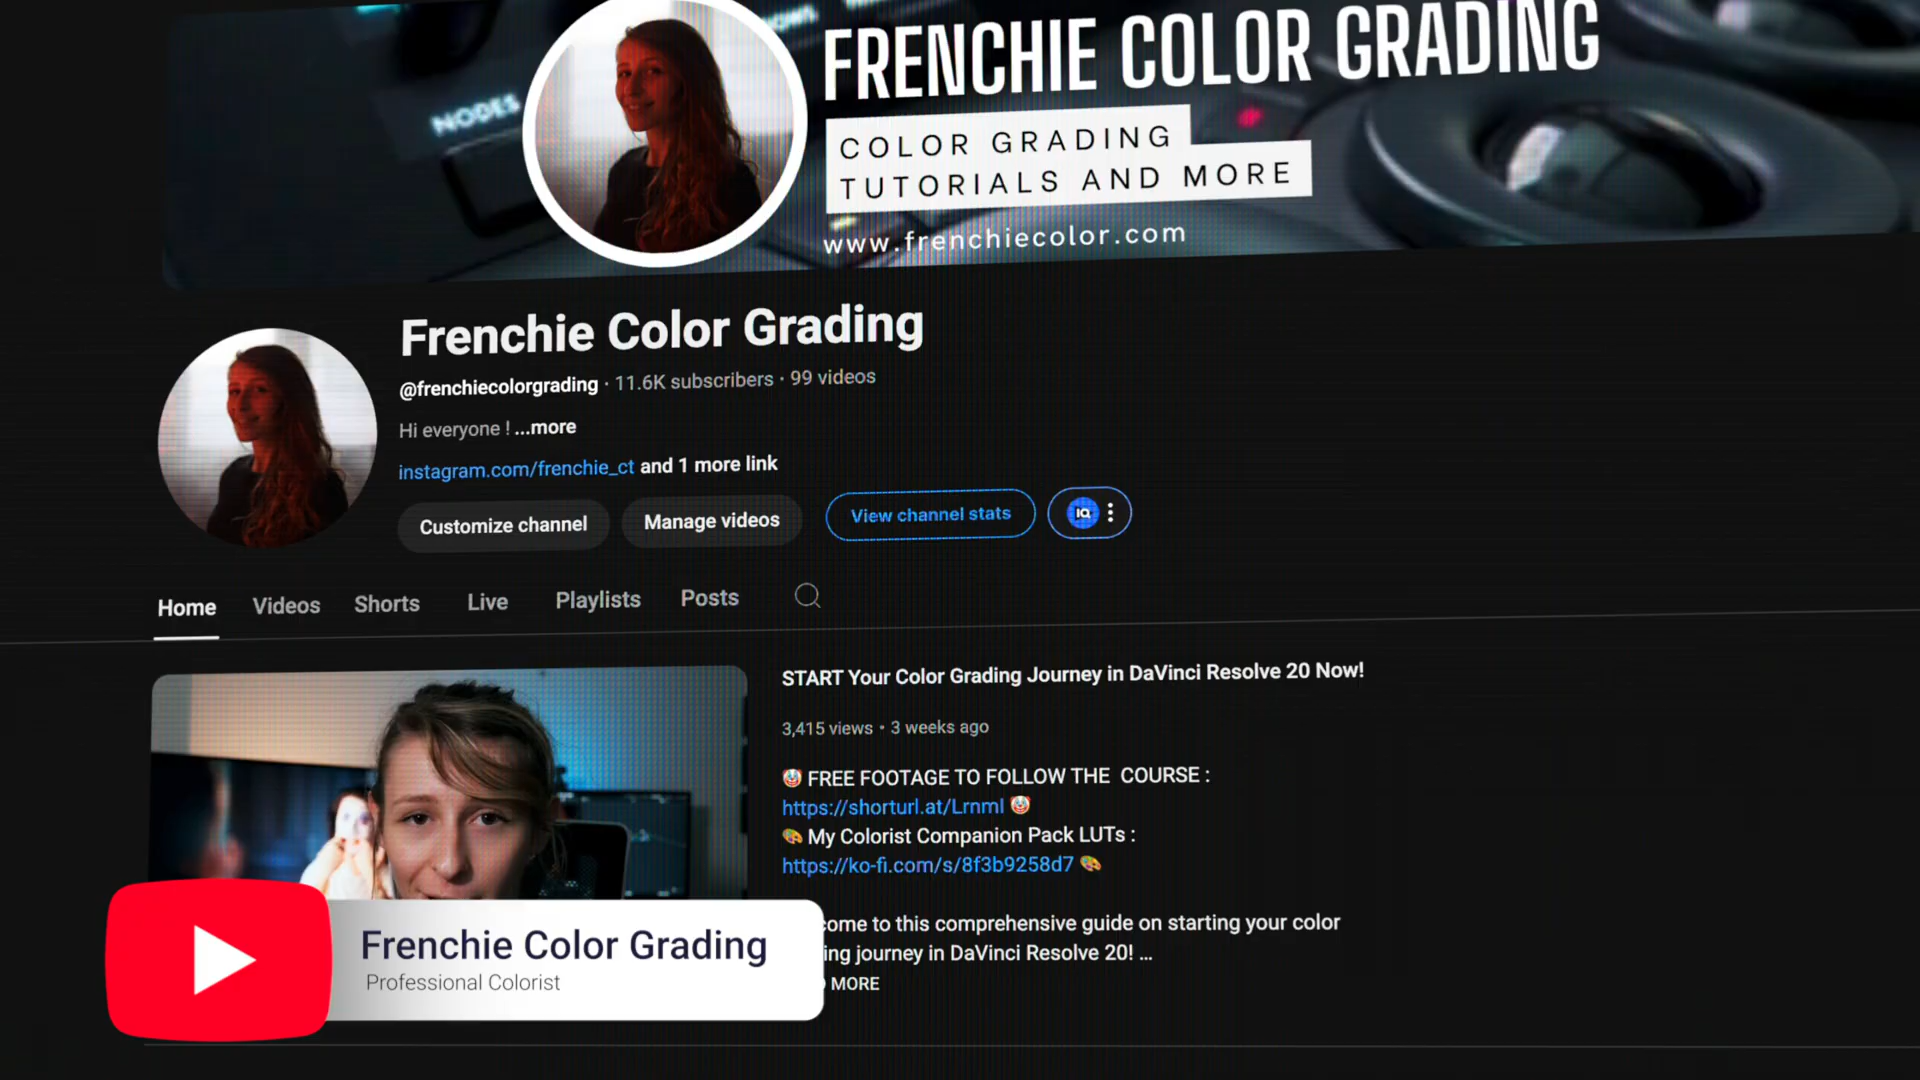 NODES
FRENCHIE COLOR GRADING
COLOR GRADING
TUTORIALS AND MORE
www.frenchiecolor.com
Frenchie Color Grading
@frenchiecolorgrading · 11.6K subscribers · 99 videos
Hi everyone ! ...more
instagram.com/frenchie_ct and 1 more link
Customize channel
Manage videos
View channel stats
IQ
Home
Videos
Shorts
Live
Playlists
Posts
START Your Color Grading Journey in DaVinci Resolve 20 Now!
3,415 views · 3 weeks ago
🤡 FREE FOOTAGE TO FOLLOW THE COURSE :
https://shorturl.at/Lrnml 🤡
🎨 My Colorist Companion Pack LUTs :
https://ko-fi.com/s/8f3b9258d7 🎨
come to this comprehensive guide on starting your color
ing journey in DaVinci Resolve 20! ...
MORE
Frenchie Color Grading
Professional Colorist